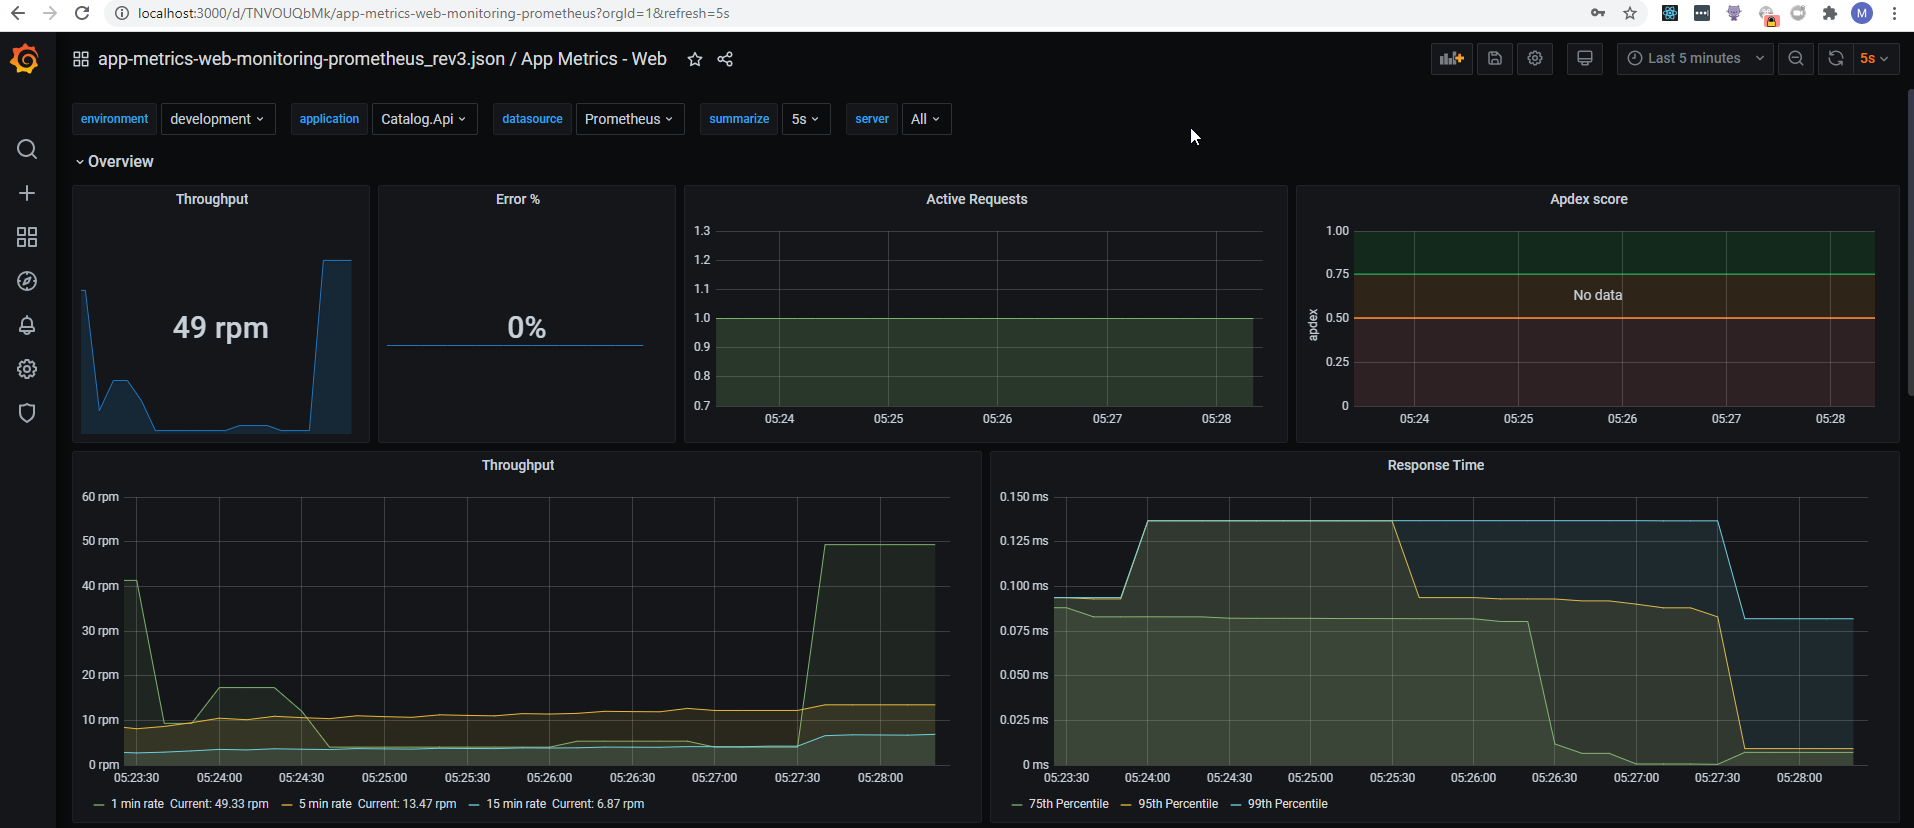 localhost:3000/d/TNVOUQbMk/app-metrics-web-monitoring-prometheus?orgId=1&refresh=5s
M
app-metrics-web-monitoring-prometheus_rev3.json / App Metrics - Web
Last 5 minutes
5s
environment development application Catalog.Api datasource Prometheus summarize 5s server All
Overview
Throughput
49 rpm
Error %
0%
Active Requests
1.3
1.2
1.1
1.0
0.9
0.8
0.7
05:24 05:25 05:26 05:27 05:28
Apdex score
apdex
1.00
0.75
No data
0.50
0.25
0
05:24 05:25 05:26 05:27 05:28
Throughput
60 rpm
50 rpm
40 rpm
30 rpm
20 rpm
10 rpm
0 rpm
05:23:30 05:24:00 05:24:30 05:25:00 05:25:30 05:26:00 05:26:30 05:27:00 05:27:30 05:28:00
1 min rate Current: 49.33 rpm 5 min rate Current: 13.47 rpm 15 min rate Current: 6.87 rpm
Response Time
0.150 ms
0.125 ms
0.100 ms
0.075 ms
0.050 ms
0.025 ms
0 ms
05:23:30 05:24:00 05:24:30 05:25:00 05:25:30 05:26:00 05:26:30 05:27:00 05:27:30 05:28:00
75th Percentile 95th Percentile 99th Percentile